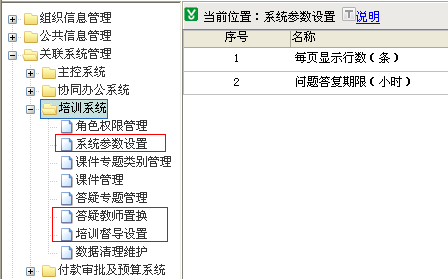 组织信息管理
公共信息管理
关联系统管理
主控系统
协同办公系统
培训系统
角色权限管理
系统参数设置
课件专题类别管理
课件管理
答疑专题管理
答疑教师置换
培训督导设置
数据清理维护
付款审批及预算系统
当前位置：系统参数设置 T说明
序号 名称
1 每页显示行数（条）
2 问题答复期限（小时）